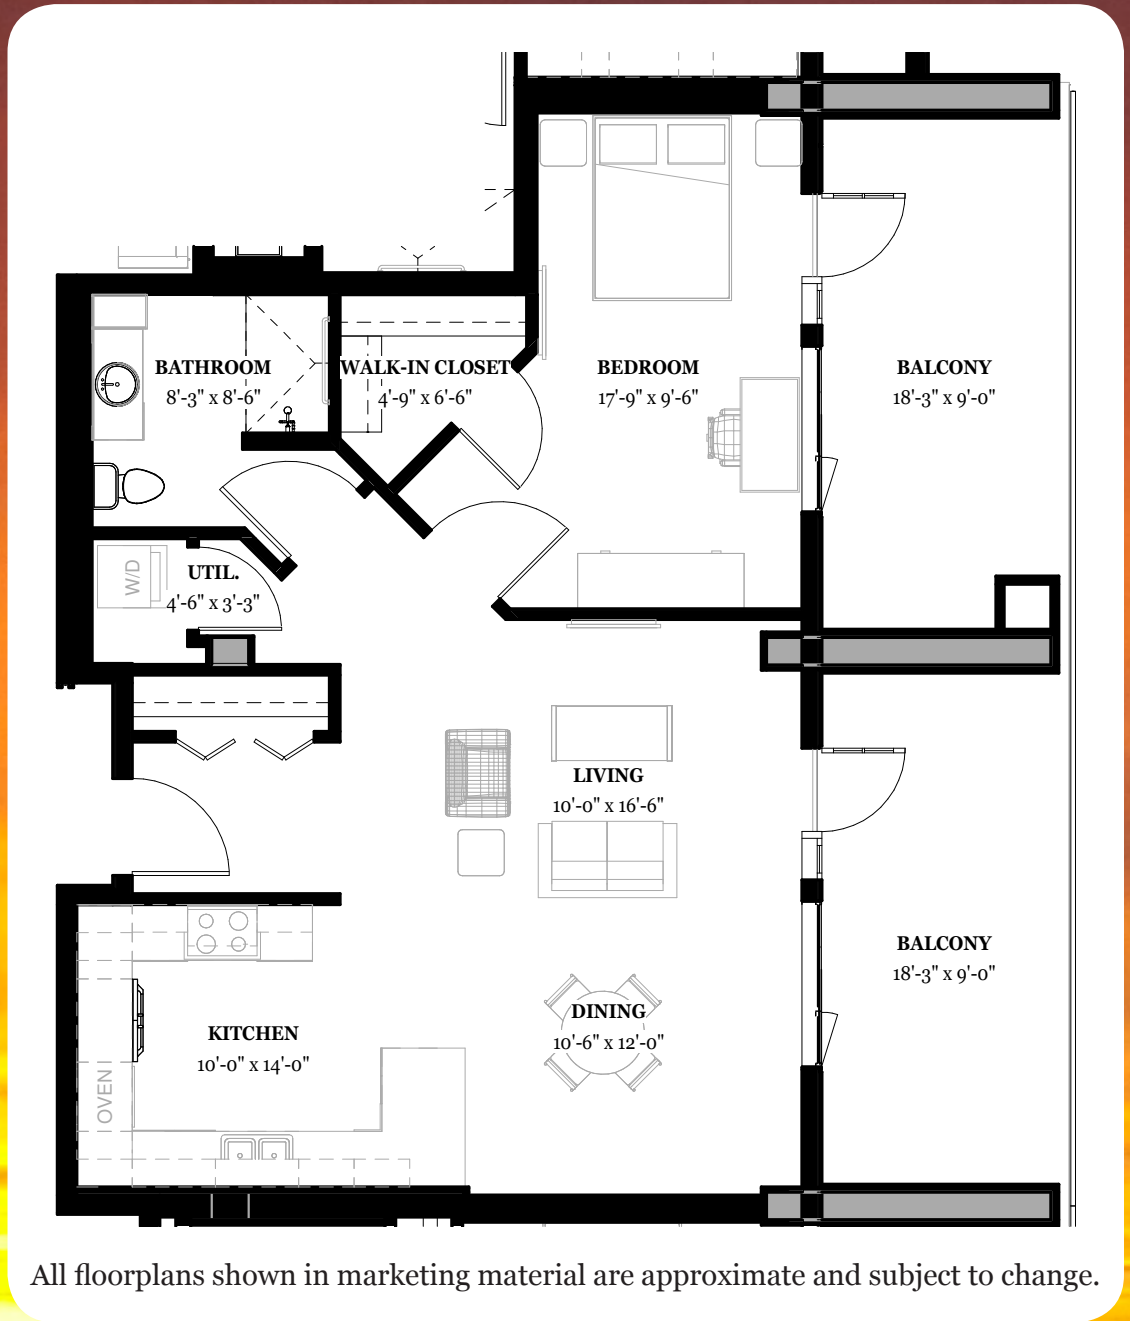 BATHROOM
8'-3" x 8'-6"
WALK-IN CLOSET
4'-9" x 6'-6"
BEDROOM
17'-9" x 9'-6"
BALCONY
18'-3" x 9'-0"
W/D
UTIL.
4'-6" x 3'-3"
LIVING
10'-0" x 16'-6"
BALCONY
18'-3" x 9'-0"
DINING
10'-6" x 12'-0"
KITCHEN
10'-0" x 14'-0"
OVEN
All floorplans shown in marketing material are approximate and subject to change.